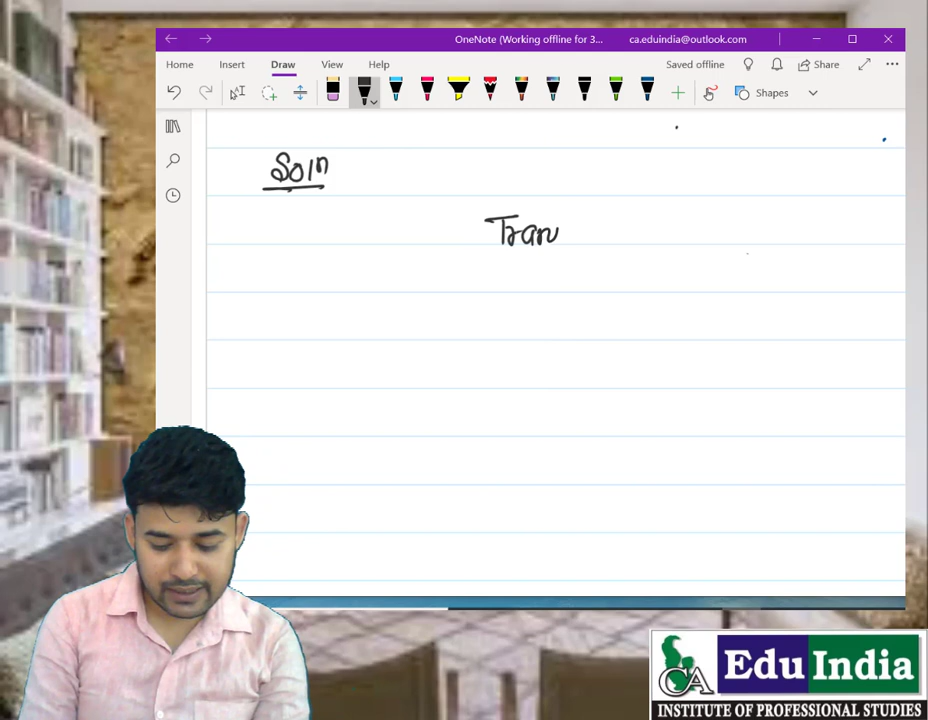 OneNote (Working offline for 3... ca.eduindia@outlook.com
Home Insert Draw View Help Saved offline Share
Shapes
Soln
Tran
CA Edu India
INSTITUTE OF PROFESSIONAL STUDIES